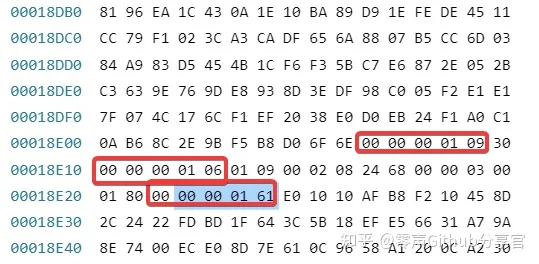 00018DB0 81 96 EA 1C 43 0A 1E 10 BA 89 D9 1E FE DE 45 11
00018DC0 CC 79 F1 02 3C A3 CA DF 65 6A 88 07 B5 CC 6D 03
00018DD0 84 A9 83 D5 45 4B 1C F6 F3 5B C7 E6 87 2E 05 2B
00018DE0 C3 63 9E 76 9D E8 93 8D 3E DF 98 C0 05 F2 E1 E1
00018DF0 7F 07 4C 17 6C F1 EF 20 38 E0 D0 EB 24 F1 A0 C1
00018E00 0A B6 8C 2E 9B F5 B8 D0 6F 6E 00 00 00 01 09 30
00018E10 00 00 00 01 06 01 09 00 02 08 24 68 00 00 03 00
00018E20 01 80 00 00 00 01 61 E0 10 10 AF B8 F2 10 45 8D
00018E30 2C 24 22 FD BD 1F 64 3C 5B 18 EF E5 66 31 A7 9A
00018E40 8E 74 00 EC E0 8D 7E 61 0C 96 58 A1 20 0C A2 30
知乎 @零声Github分享官